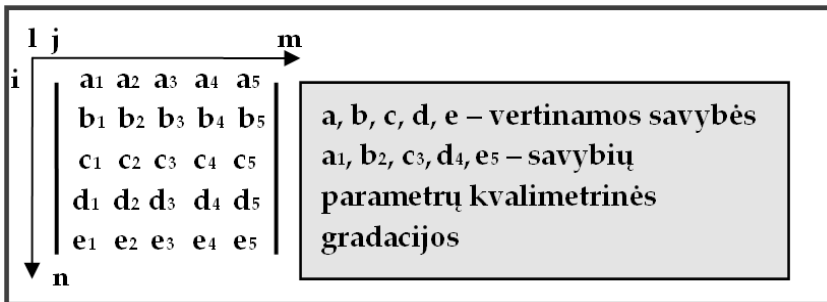 l j m
i
a₁ a₂ a₃ a₄ a₅
b₁ b₂ b₃ b₄ b₅
c₁ c₂ c₃ c₄ c₅
d₁ d₂ d₃ d₄ d₅
e₁ e₂ e₃ e₄ e₅
n
a, b, c, d, e – vertinamos savybės
a₁, b₂, c₃, d₄, e₅ – savybių
parametrų kvalimetrinės
gradacijos